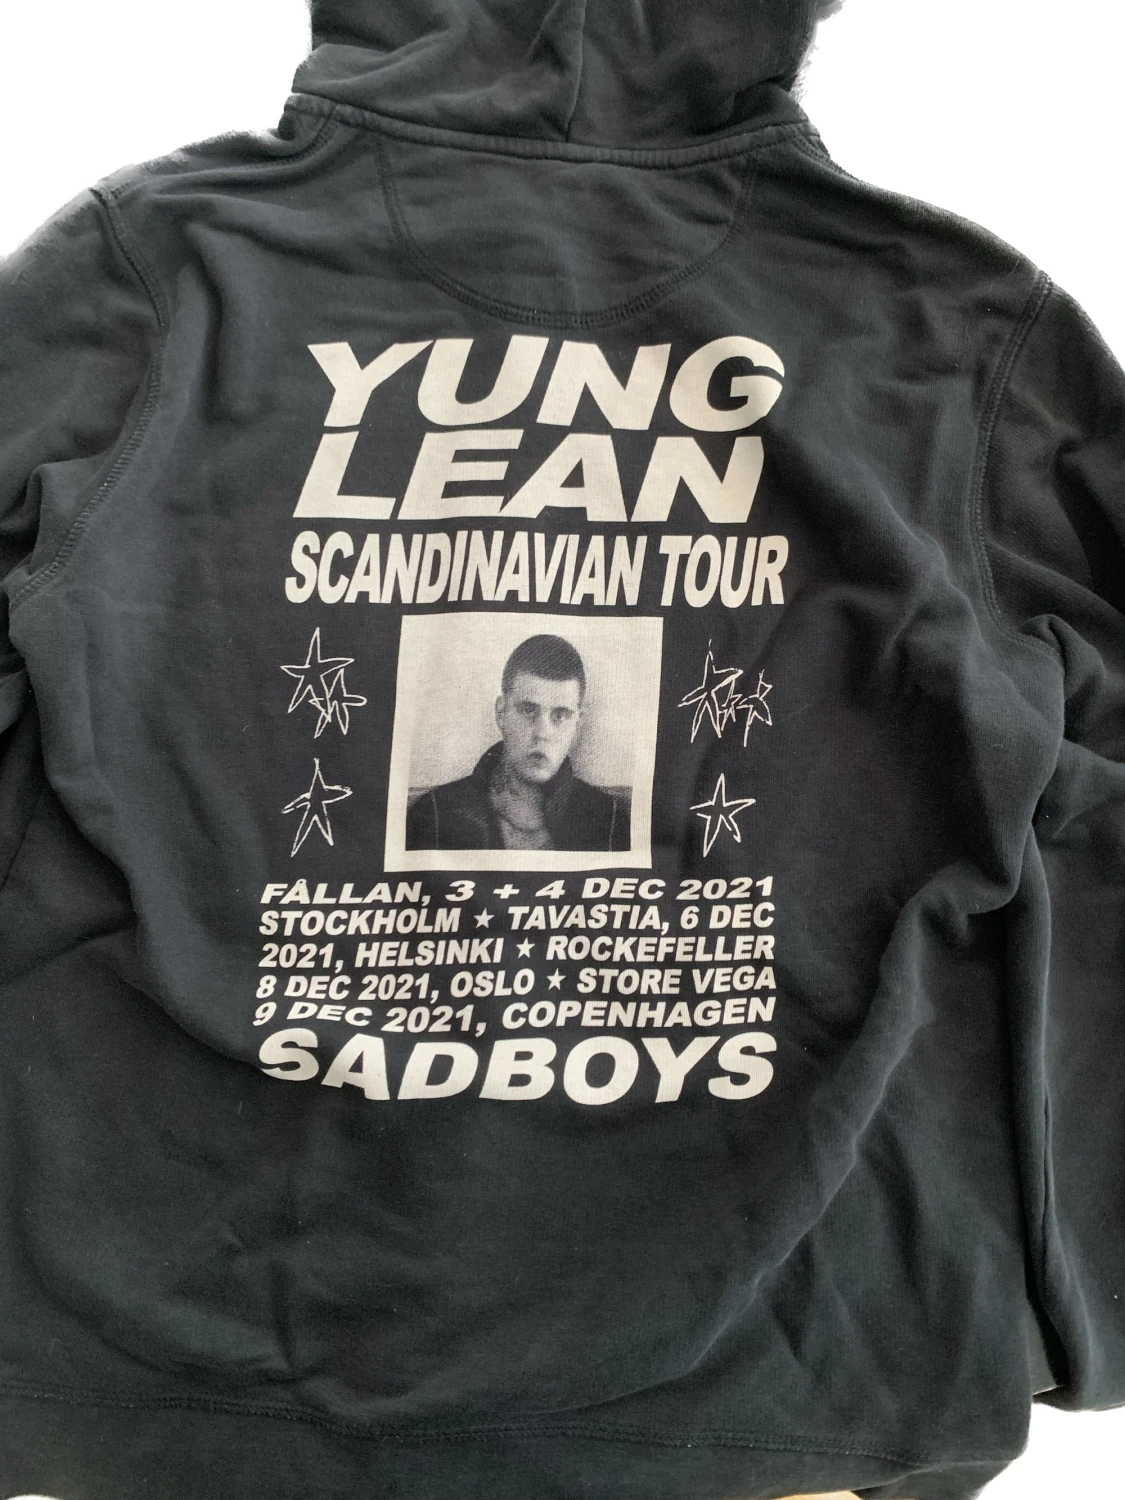 YUNG
LEAN
SCANDINAVIAN TOUR
FÅLLAN, 3 + 4 DEC 2021
STOCKHOLM ★ TAVASTIA, 6 DEC
2021, HELSINKI ★ ROCKEFELLER
8 DEC 2021, OSLO ★ STORE VEGA
9 DEC 2021, COPENHAGEN
SADBOYS